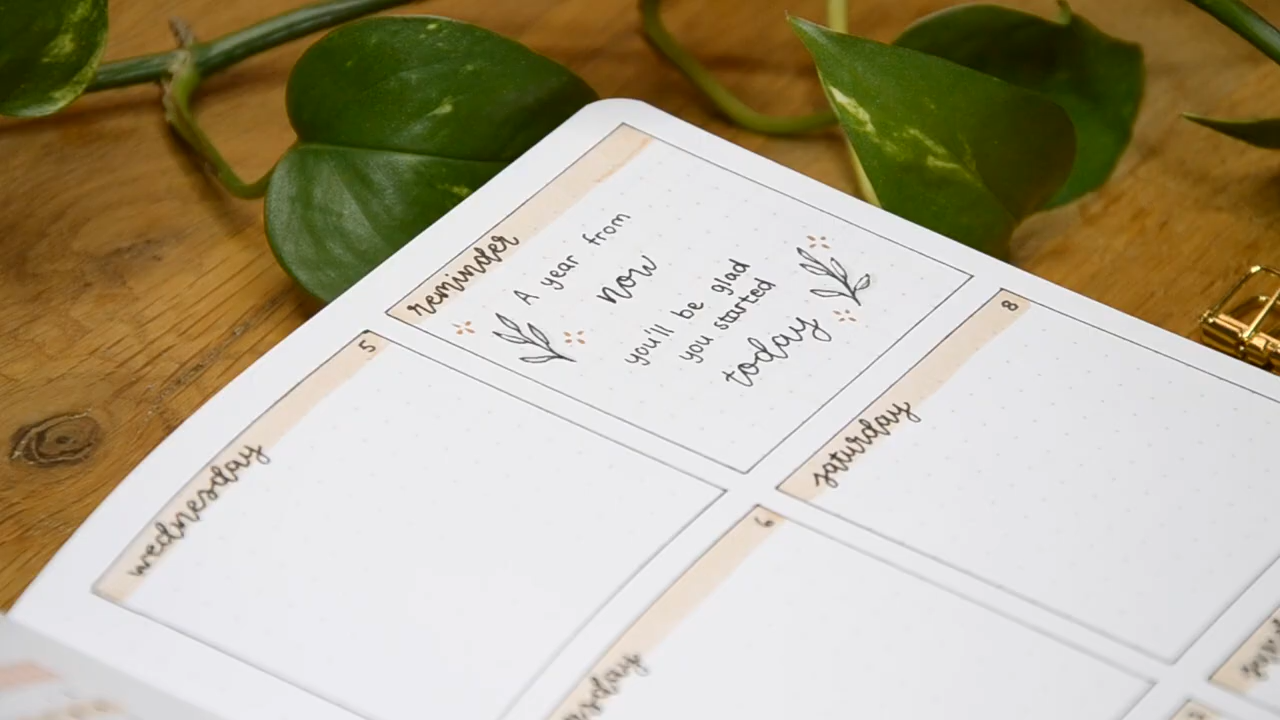 reminder
A year from
now
you'll be glad
you started
today
5
wednesday
8
saturday
6